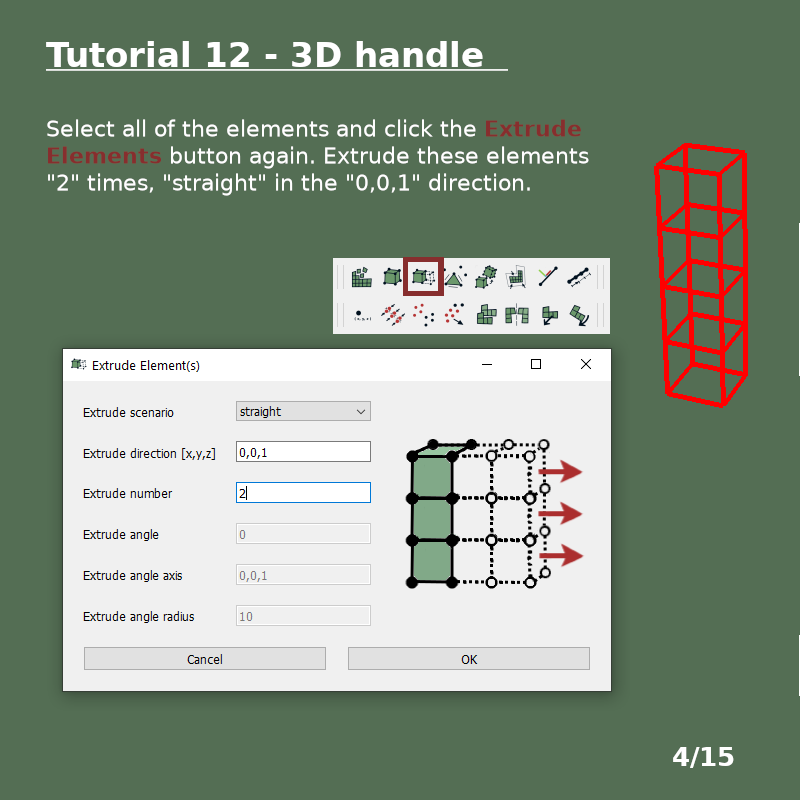 Tutorial 12 - 3D handle
Select all of the elements and click the Extrude
Elements button again. Extrude these elements
"2" times, "straight" in the "0,0,1" direction.
Extrude Element(s)
Extrude scenario straight
Extrude direction [x,y,z] 0,0,1
Extrude number 2
Extrude angle 0
Extrude angle axis 0,0,1
Extrude angle radius 10
Cancel OK
4/15